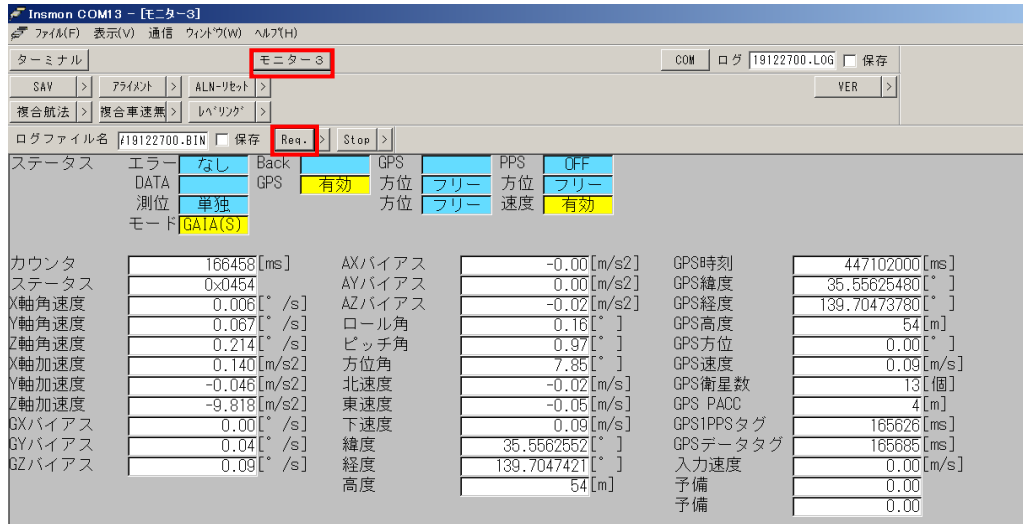 Insmon COM13 - [モニター3]
ファイル(F) 表示(V) 通信 ウィンドウ(W) ヘルプ(H)
ターミナル モニター3 COM ログ 19122700.LOG 保存
SAV > アライメント > ALN-リセット > VER >
複合航法 > 複合車速無 > レベリング >
ログファイル名 /19122700.BIN 保存 Req. > Stop >
ステータス エラー なし Back GPS PPS OFF
DATA GPS 有効 方位 フリー 方位 フリー
測位 単独 方位 フリー 速度 有効
モード GAIA(S)
カウンタ 166458 [ms] AXバイアス -0.00 [m/s2] GPS時刻 447102000 [ms]
ステータス 0x0454 AYバイアス 0.00 [m/s2] GPS緯度 35.55625480 [° ]
X軸角速度 0.006 [° /s] AZバイアス -0.02 [m/s2] GPS経度 139.70473780 [° ]
Y軸角速度 0.067 [° /s] ロール角 0.16 [° ] GPS高度 54 [m]
Z軸角速度 0.214 [° /s] ピッチ角 0.97 [° ] GPS方位 0.00 [° ]
X軸加速度 0.140 [m/s2] 方位角 7.85 [° ] GPS速度 0.09 [m/s]
Y軸加速度 -0.046 [m/s2] 北速度 -0.02 [m/s] GPS衛星数 13 [個]
Z軸加速度 -9.818 [m/s2] 東速度 -0.05 [m/s] GPS PACC 4 [m]
GXバイアス 0.00 [° /s] 下速度 0.09 [m/s] GPS1PPSタグ 165626 [ms]
GYバイアス 0.04 [° /s] 緯度 35.5562552 [° ] GPSデータタグ 165685 [ms]
GZバイアス 0.09 [° /s] 経度 139.7047421 [° ] 入力速度 0.00 [m/s]
高度 54 [m] 予備 0.00
予備 0.00